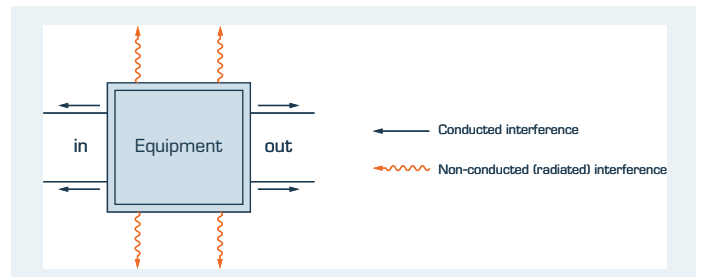 Conducted interference
in
Equipment
out
Non-conducted (radiated) interference